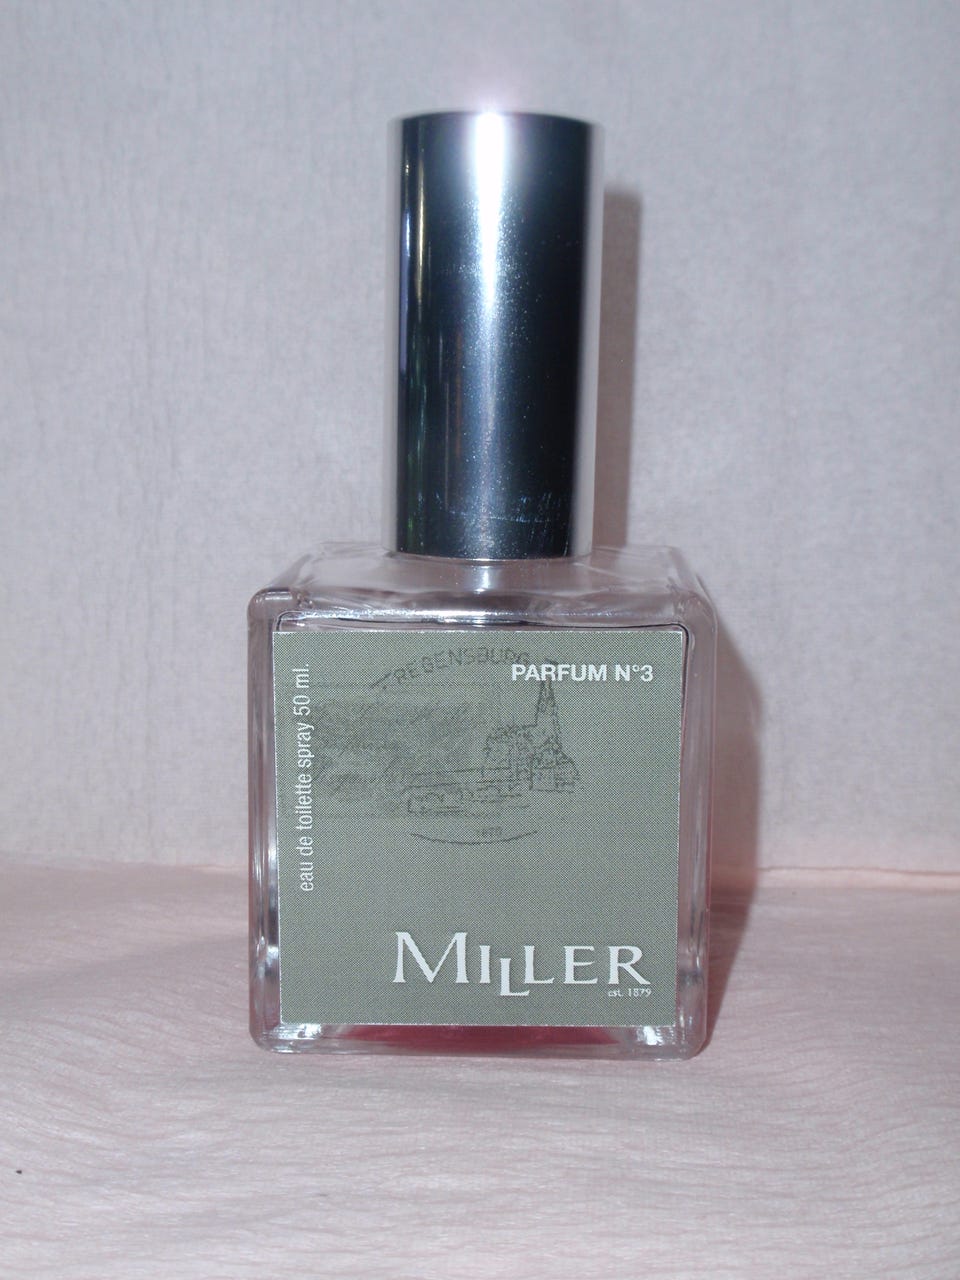 REGENSBURG
PARFUM N°3
eau de toilette spray 50 ml.
MILLER
est. 1879